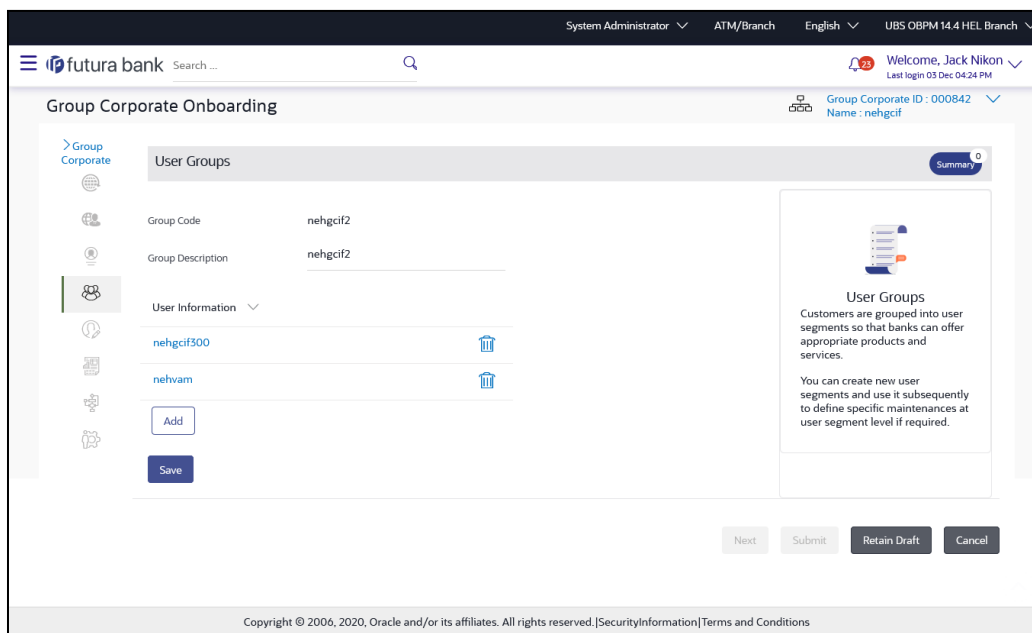 System Administrator ATM/Branch English UBS OBPM 14.4 HEL Branch
futura bank Search ... 23 Welcome, Jack Nikon
Last login 03 Dec 04:24 PM
Group Corporate Onboarding
Group Corporate ID : 000842
Name : nehgcif
> Group
Corporate
User Groups
Summary 0
Group Code nehgcif2
Group Description nehgcif2
User Information
nehgcif300
nehvam
Add
Save
User Groups
Customers are grouped into user
segments so that banks can offer
appropriate products and
services.
You can create new user
segments and use it subsequently
to define specific maintenances at
user segment level if required.
Next Submit Retain Draft Cancel
Copyright © 2006, 2020, Oracle and/or its affiliates. All rights reserved.|SecurityInformation|Terms and Conditions